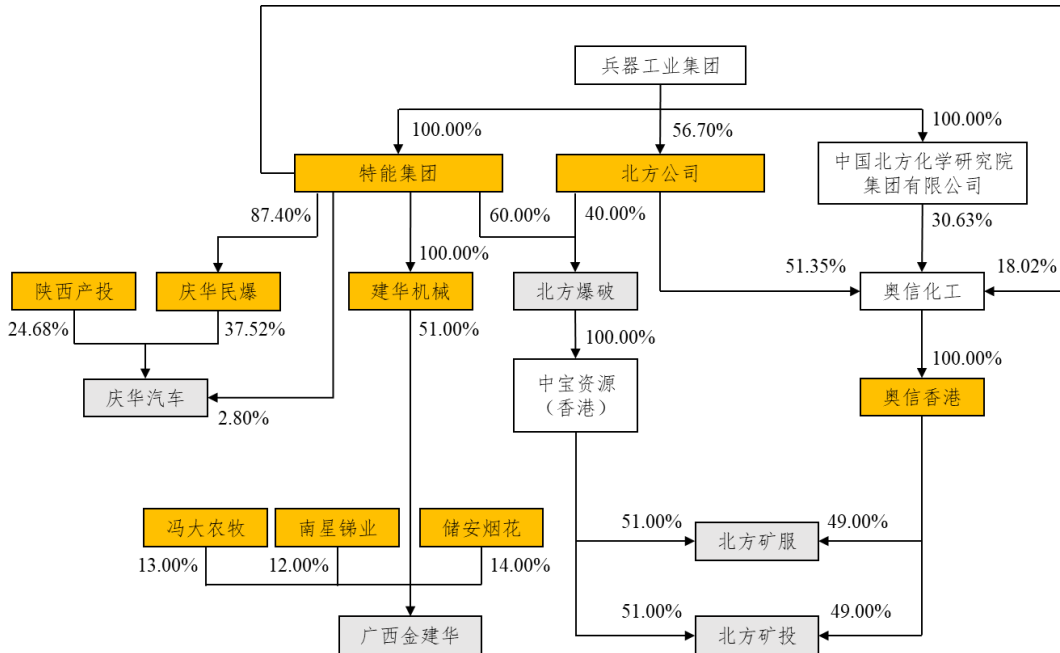 兵器工业集团
100.00%
56.70%
100.00%
特能集团
北方公司
中国北方化学研究院
集团有限公司
87.40%
60.00%
40.00%
30.63%
100.00%
51.35%
18.02%
陕西产投
庆华民爆
建华机械
北方爆破
奥信化工
24.68%
37.52%
51.00%
100.00%
100.00%
庆华汽车
中宝资源
（香港）
奥信香港
2.80%
冯大农牧
南星锑业
储安烟花
51.00%
北方矿服
49.00%
13.00%
12.00%
14.00%
51.00%
49.00%
广西金建华
北方矿投